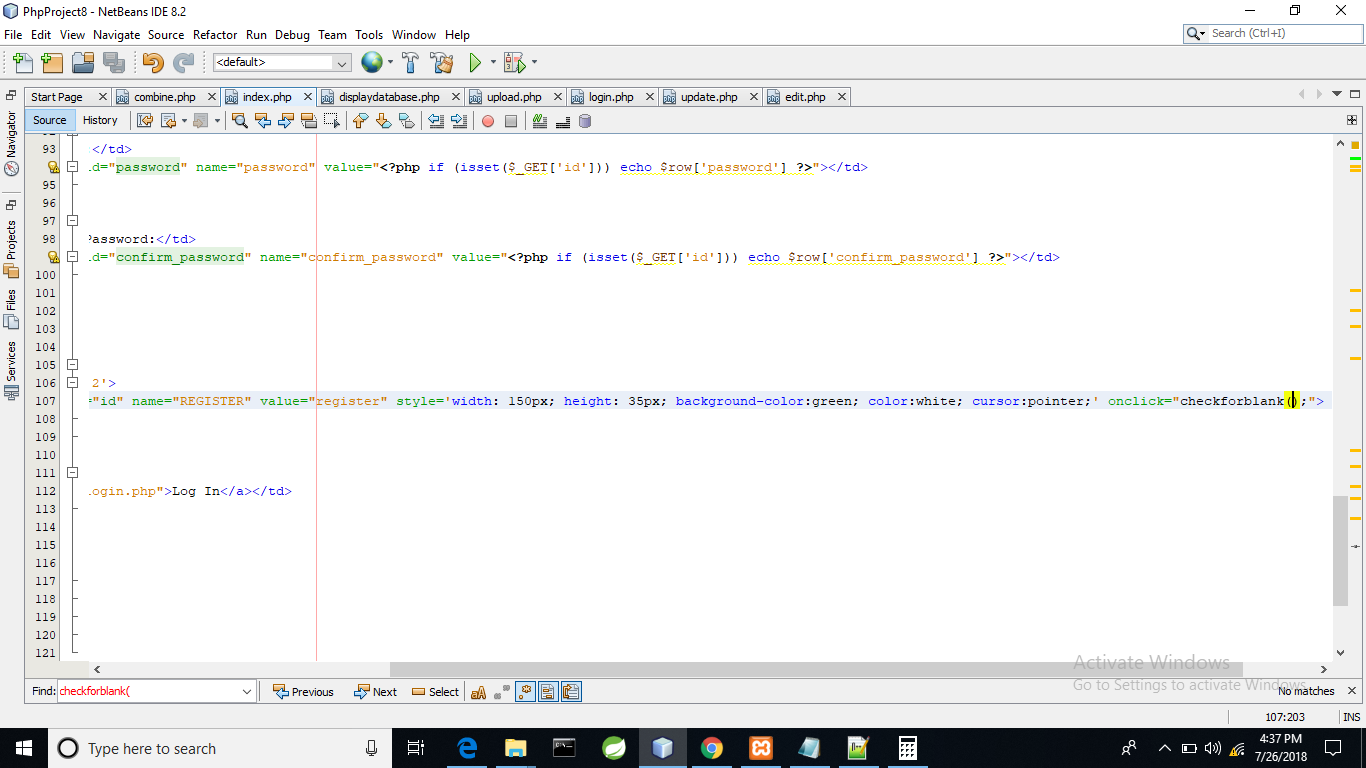 PhpProject8 - NetBeans IDE 8.2
File Edit View Navigate Source Refactor Run Debug Team Tools Window Help
Search (Ctrl+I)
<default>
Start Page combine.php index.php displaydatabase.php upload.php login.php update.php edit.php
Source History
Navigator
Projects
Files
Services
93 </td>
.d="password" name="password" value="<?php if (isset($_GET['id'])) echo $row['password'] ?>"></td>
95
96
97
98 ?assword:</td>
.d="confirm_password" name="confirm_password" value="<?php if (isset($_GET['id'])) echo $row['confirm_password'] ?>"></td>
100
101
102
103
104
105
106 2'>
107 ="id" name="REGISTER" value="register" style='width: 150px; height: 35px; background-color:green; color:white; cursor:pointer;' onclick="checkforblank();">
108
109
110
111
112 .ogin.php">Log In</a></td>
113
114
115
116
117
118
119
120
121
Activate Windows
Go to Settings to activate Windows.
Find: checkforblank( Previous Next Select aA No matches
107:203 INS
Type here to search
4:37 PM
7/26/2018